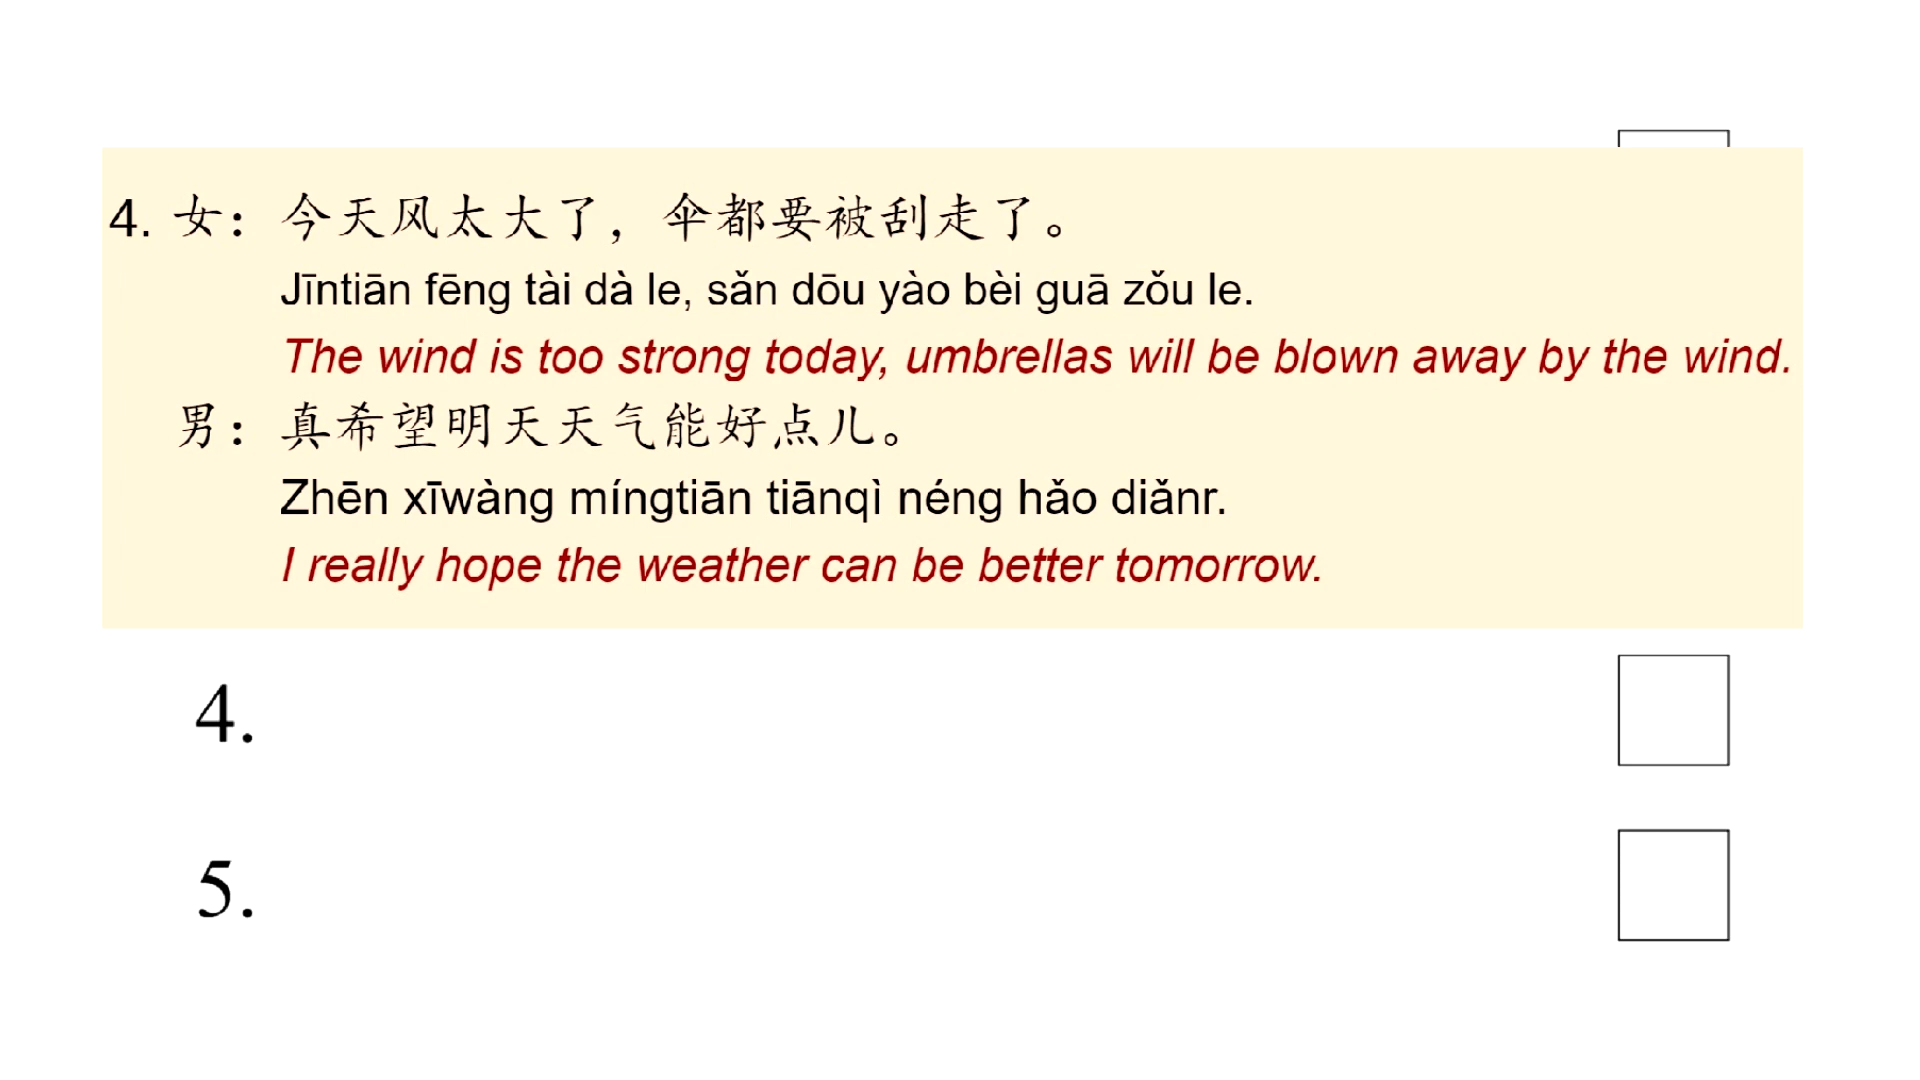 4. 女：今天风太大了，伞都要被刮走了。
Jīntiān fēng tài dà le, sǎn dōu yào bèi guā zǒu le.
The wind is too strong today, umbrellas will be blown away by the wind.
男：真希望明天天气能好点儿。
Zhēn xīwàng míngtiān tiānqì néng hǎo diǎnr.
I really hope the weather can be better tomorrow.
4.
5.